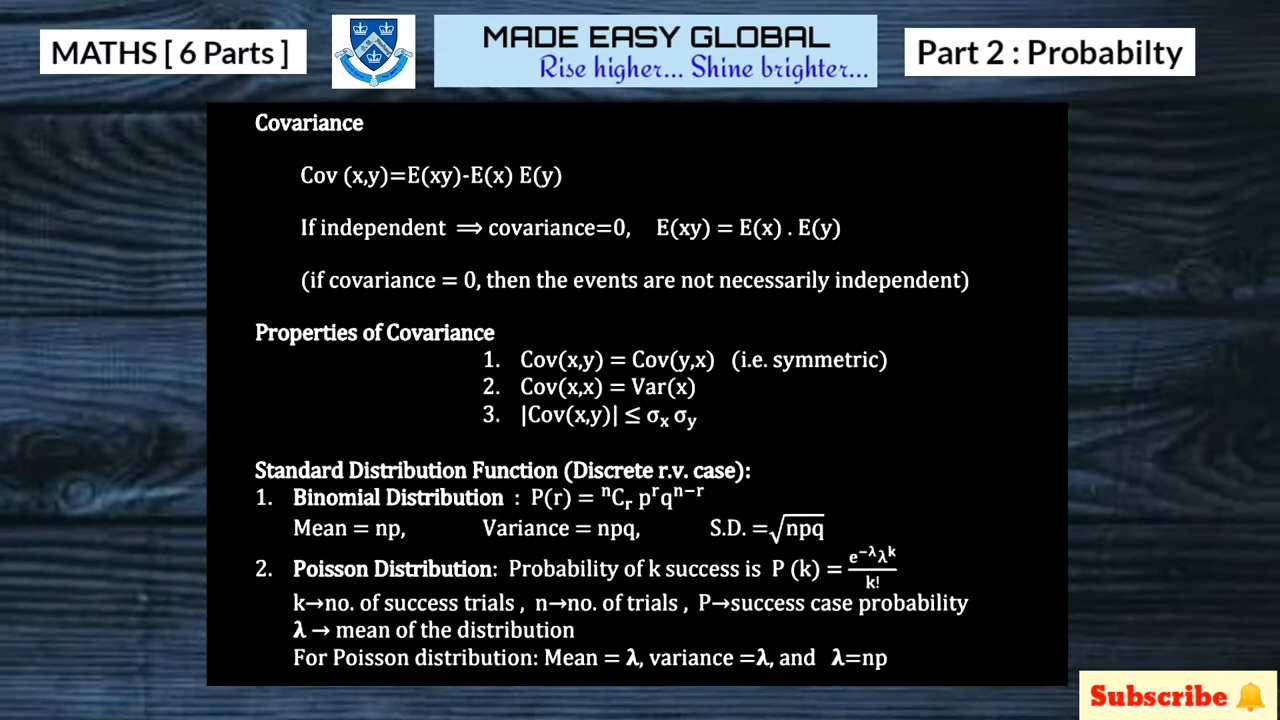 MATHS [ 6 Parts ]
MADE EASY GLOBAL
Rise higher... Shine brighter...
Part 2 : Probabilty
Covariance
Cov (x,y)=E(xy)-E(x) E(y)
If independent ⟹ covariance=0, E(xy) = E(x) . E(y)
(if covariance = 0, then the events are not necessarily independent)
Properties of Covariance
1. Cov(x,y) = Cov(y,x) (i.e. symmetric)
2. Cov(x,x) = Var(x)
3. |Cov(x,y)| ≤ σₓ σᵧ
Standard Distribution Function (Discrete r.v. case):
1. Binomial Distribution : P(r) = ⁿCᵣ pʳqⁿ⁻ʳ
Mean = np, Variance = npq, S.D. =√npq
2. Poisson Distribution: Probability of k success is P (k) = e^−λ λ^k / k!
k→no. of success trials , n→no. of trials , P→success case probability
λ → mean of the distribution
For Poisson distribution: Mean = λ, variance =λ, and λ=np
Subscribe